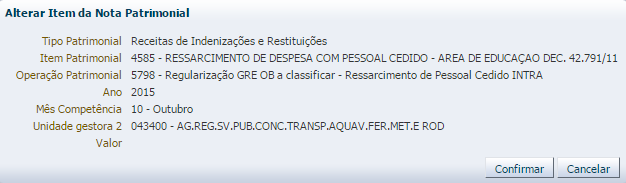 Alterar Item da Nota Patrimonial
Tipo Patrimonial Receitas de Indenizações e Restituições
Item Patrimonial 4585 - RESSARCIMENTO DE DESPESA COM PESSOAL CEDIDO - AREA DE EDUCAÇAO DEC. 42.791/11
Operação Patrimonial 5798 - Regularização GRE OB a classificar - Ressarcimento de Pessoal Cedido INTRA
Ano 2015
Mês Competência 10 - Outubro
Unidade gestora 2 043400 - AG.REG.SV.PUB.CONC.TRANSP.AQUAV.FER.MET.E ROD
Valor
Confirmar Cancelar